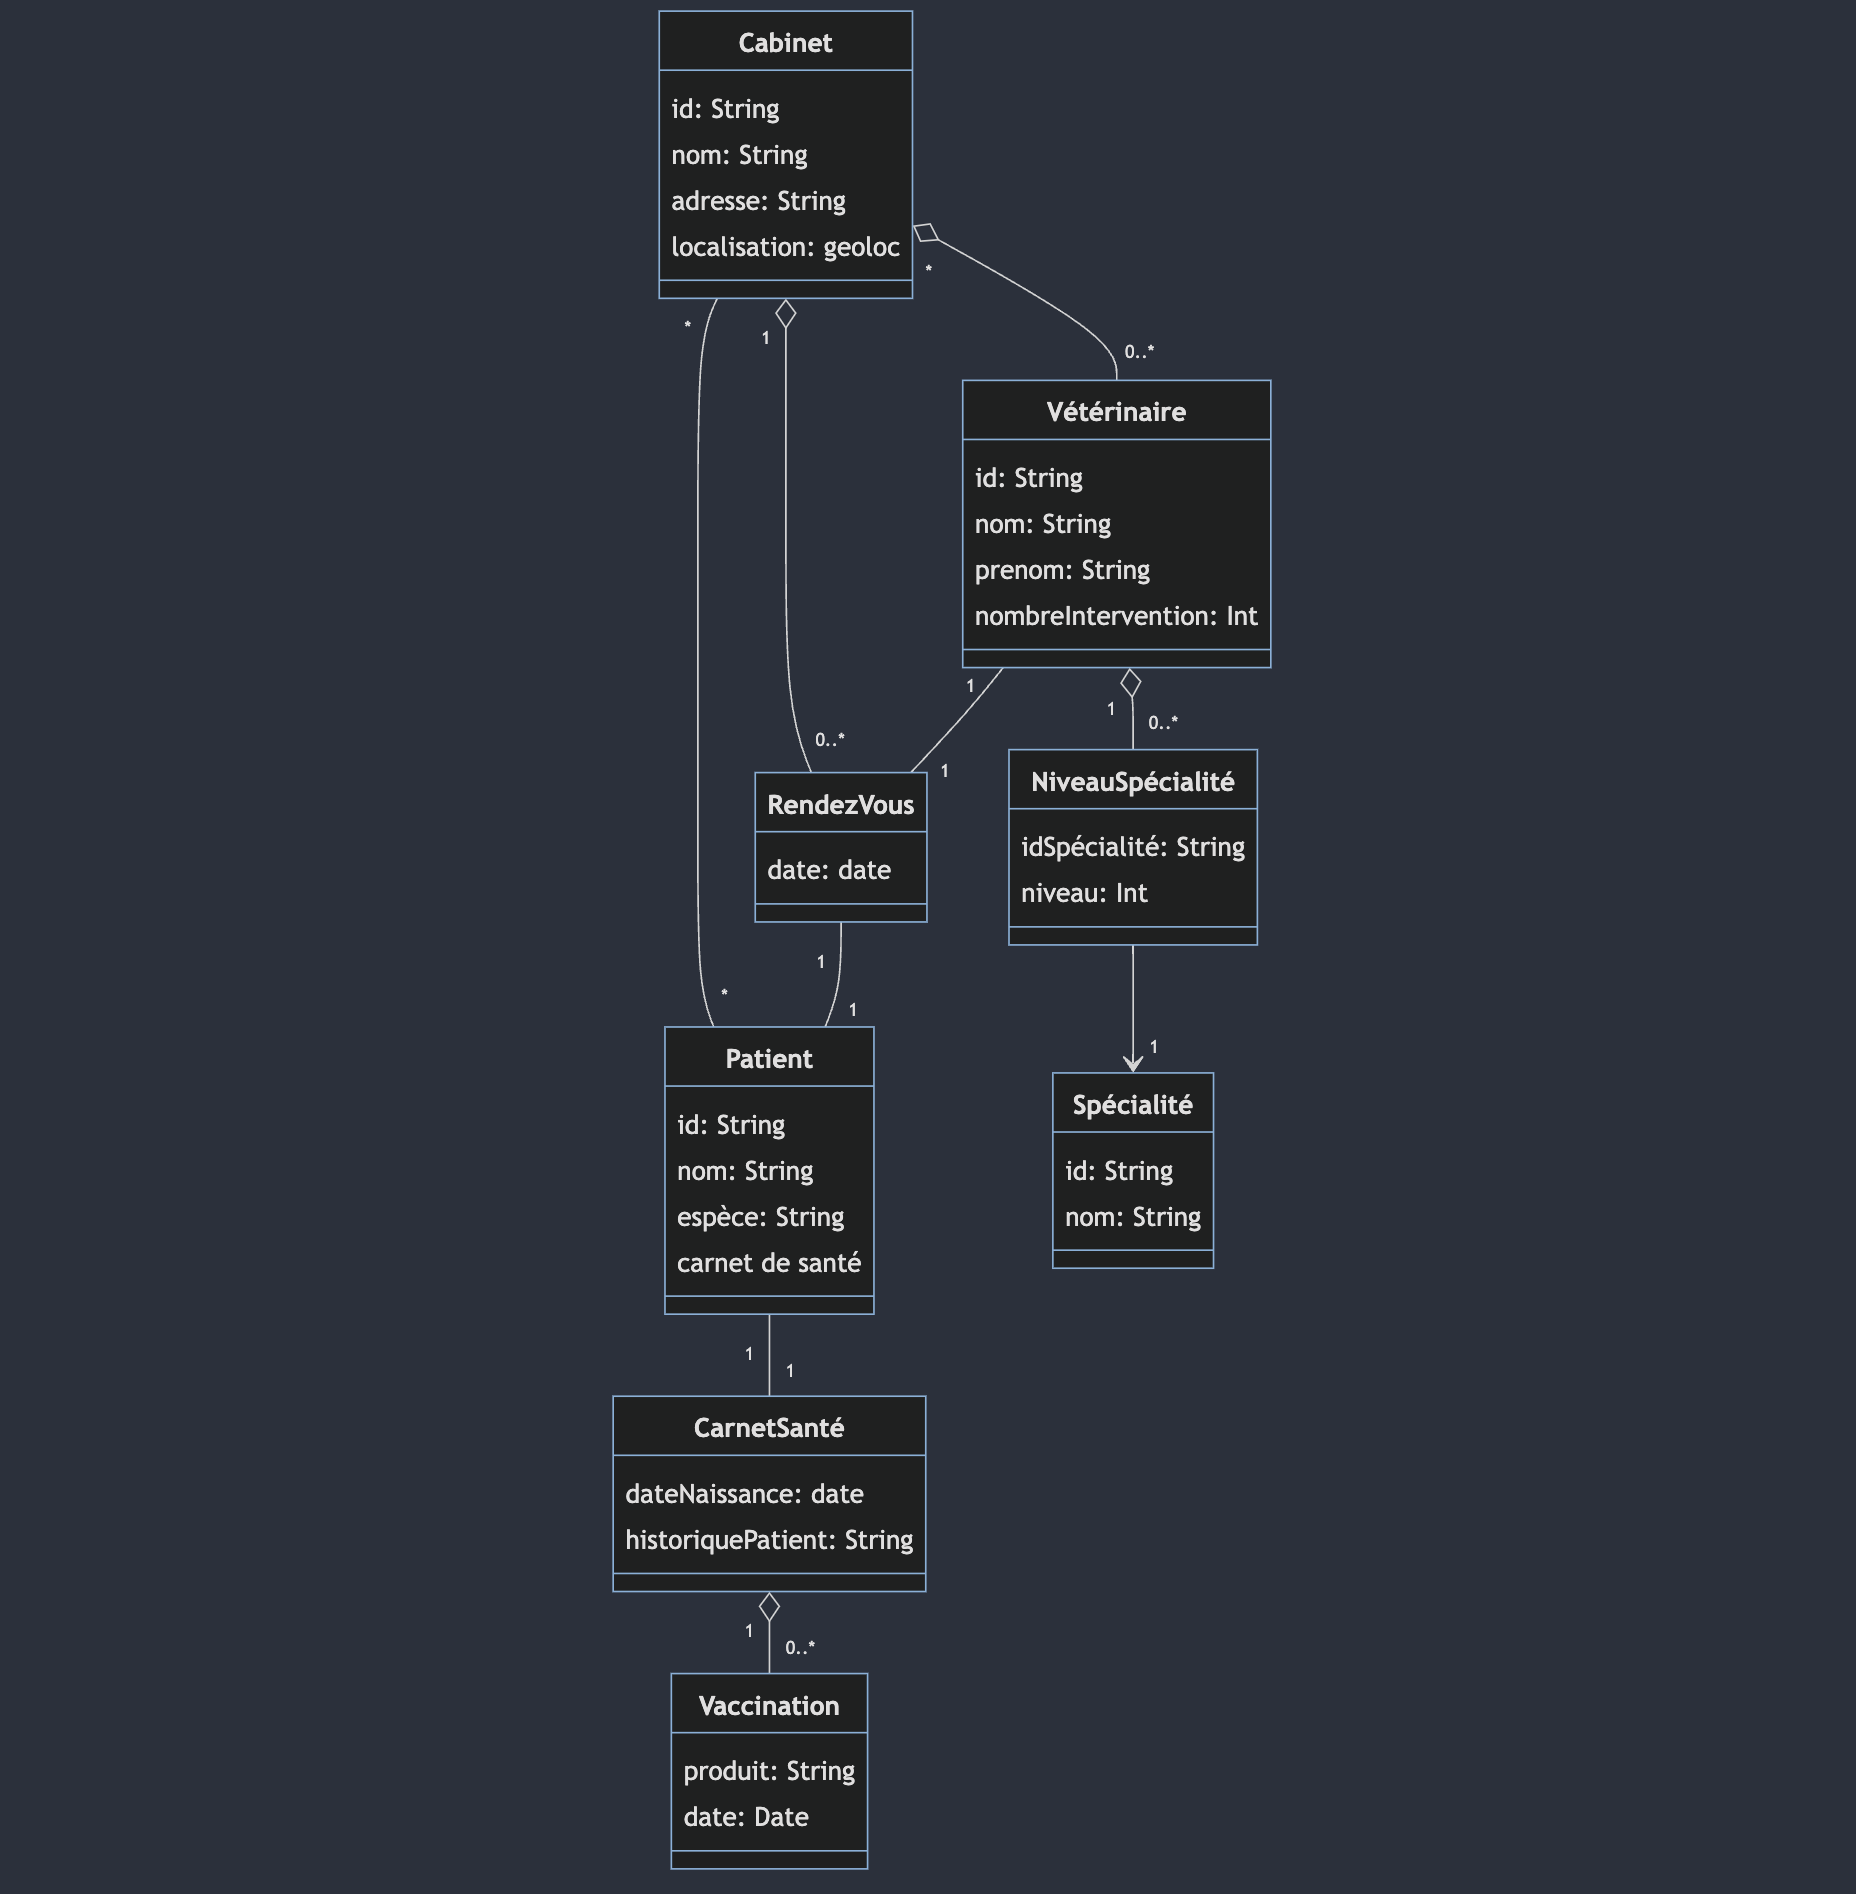 Cabinet
id: String
nom: String
adresse: String
localisation: geoloc
*
*
1
0..*
Vétérinaire
id: String
nom: String
prenom: String
nombreIntervention: Int
1
1
0..*
0..*
1
RendezVous
date: date
NiveauSpécialité
idSpécialité: String
niveau: Int
1
*
1
1
Patient
id: String
nom: String
espèce: String
carnet de santé
Spécialité
id: String
nom: String
1
1
CarnetSanté
dateNaissance: date
historiquePatient: String
1
0..*
Vaccination
produit: String
date: Date